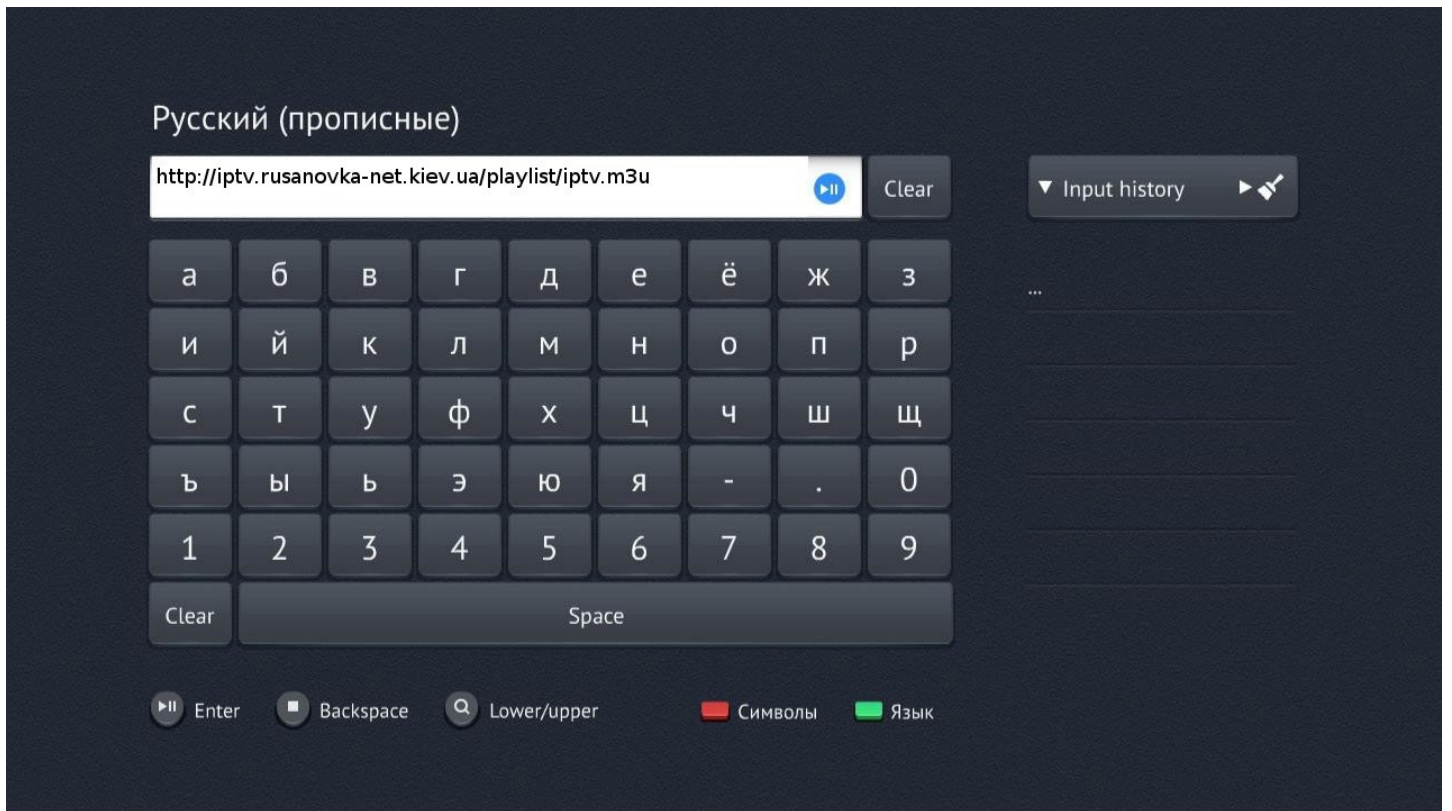 Русский (прописные)
http://iptv.rusanovka-net.kiev.ua/playlist/iptv.m3u
Clear
Input history
а б в г д е ё ж з
...
и й к л м н о п р
с т у ф х ц ч ш щ
ъ ы ь э ю я - . 0
1 2 3 4 5 6 7 8 9
Clear Space
Enter Backspace Lower/upper Символы Язык